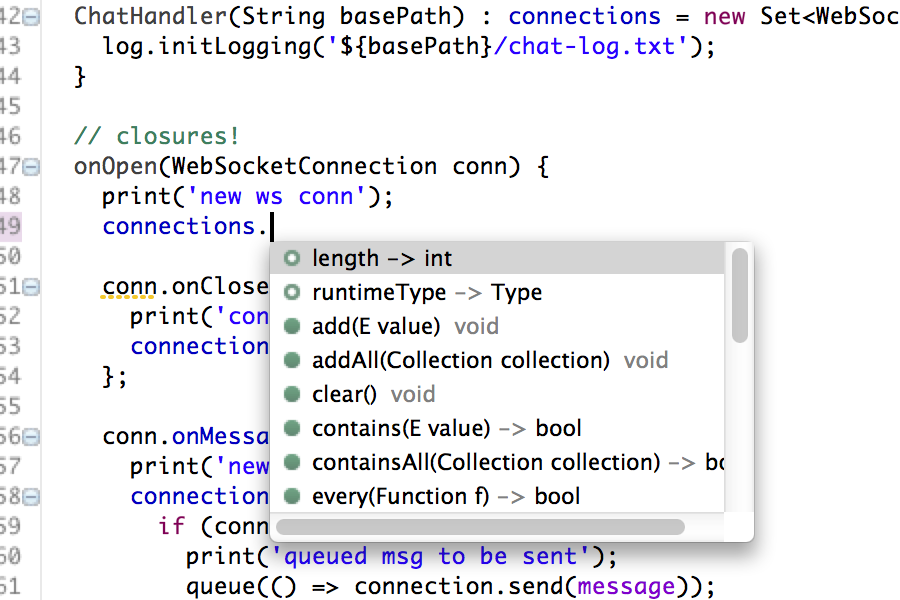 42 ChatHandler(String basePath) : connections = new Set<WebSoc
43 log.initLogging('${basePath}/chat-log.txt');
44 }
45
46 // closures!
47 onOpen(WebSocketConnection conn) {
48 print('new ws conn');
49 connections.
50 length –> int
51 conn.onClose runtimeType –> Type
52 print('con add(E value) void
53 connection addAll(Collection collection) void
54 }; clear() void
55
56 conn.onMessa contains(E value) –> bool
57 print('new containsAll(Collection collection) –> bo
58 connection every(Function f) –> bool
59 if (conn
60 print('queued msg to be sent');
61 queue(() => connection.send(message));